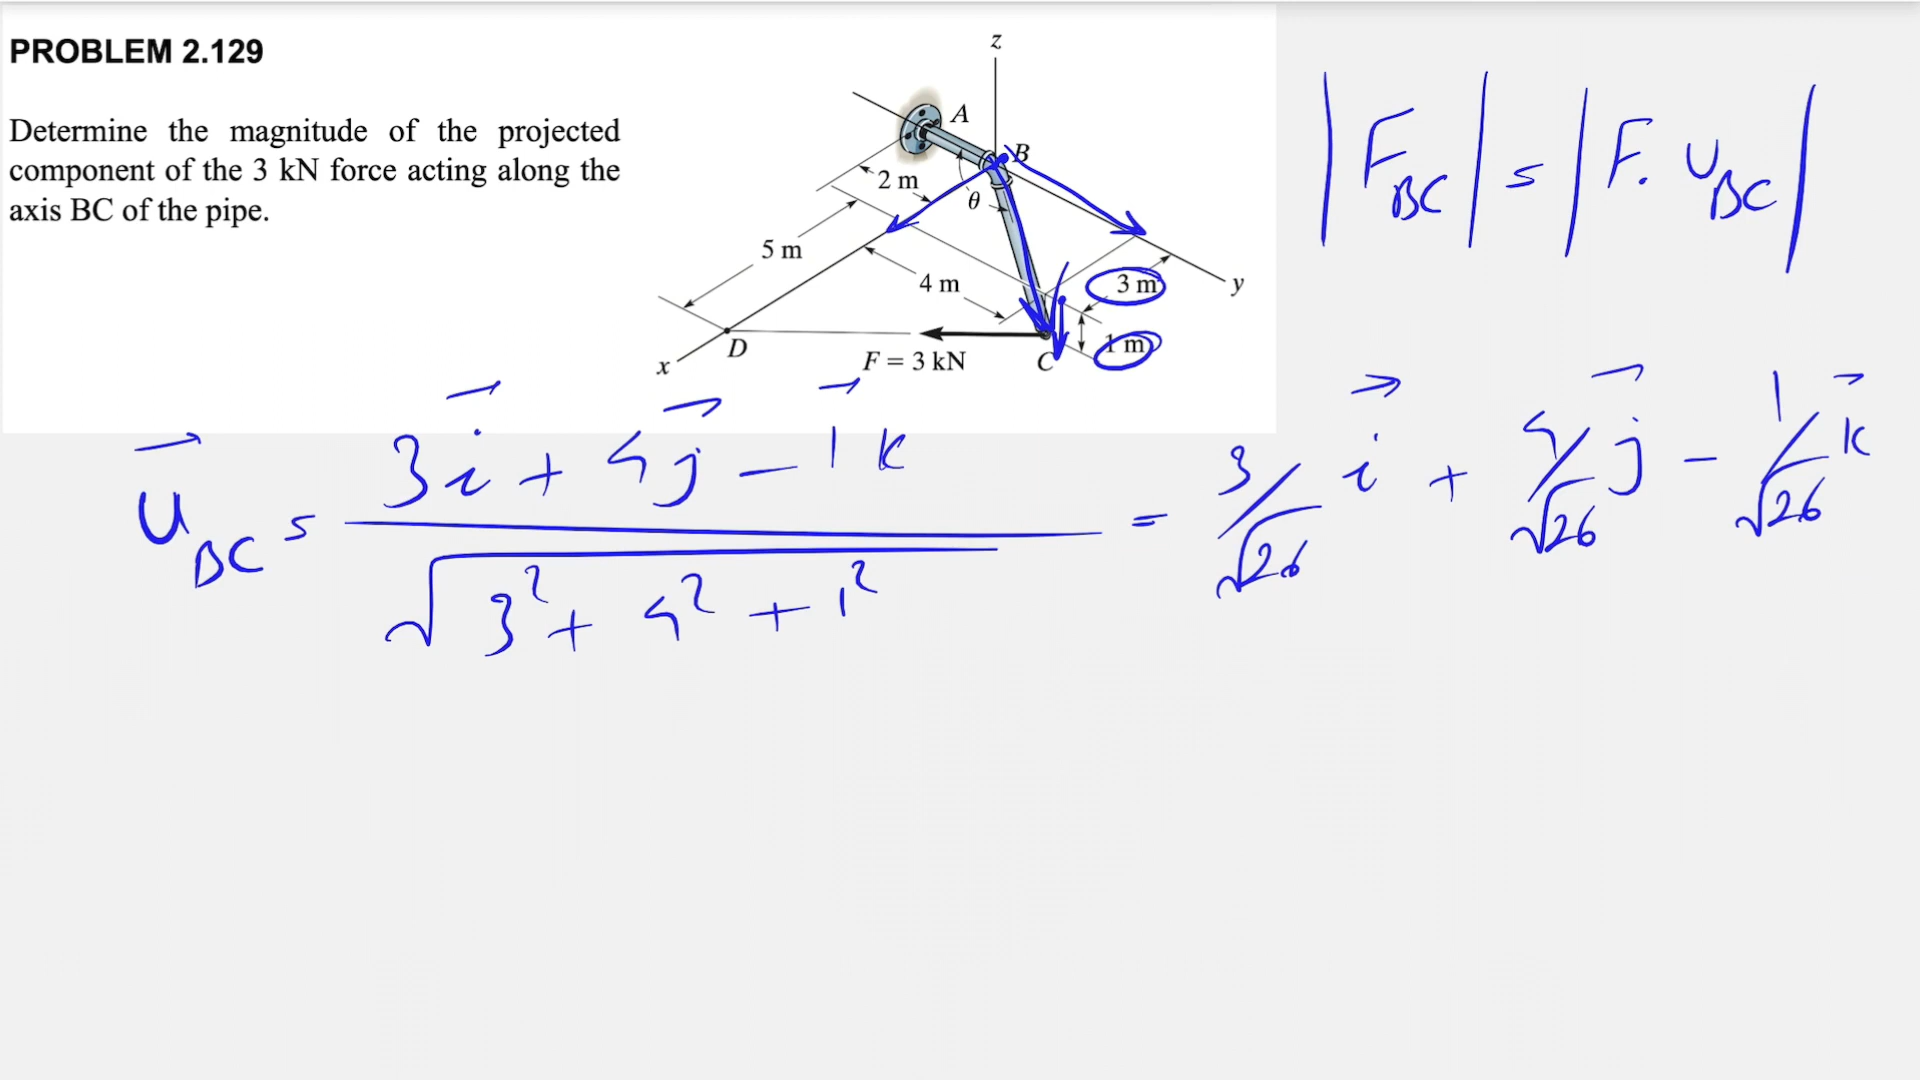 PROBLEM 2.129
Determine the magnitude of the projected
component of the 3 kN force acting along the
axis BC of the pipe.
z
A
B
2 m
θ
5 m
4 m
3 m
y
1 m
D
x
F = 3 kN
C
|F_BC| = |F. u_BC|
u_BC = (3i + 4j - 1k) / √(3² + 4² + 1²) = 3/√26 i + 4/√26 j - 1/√26 k